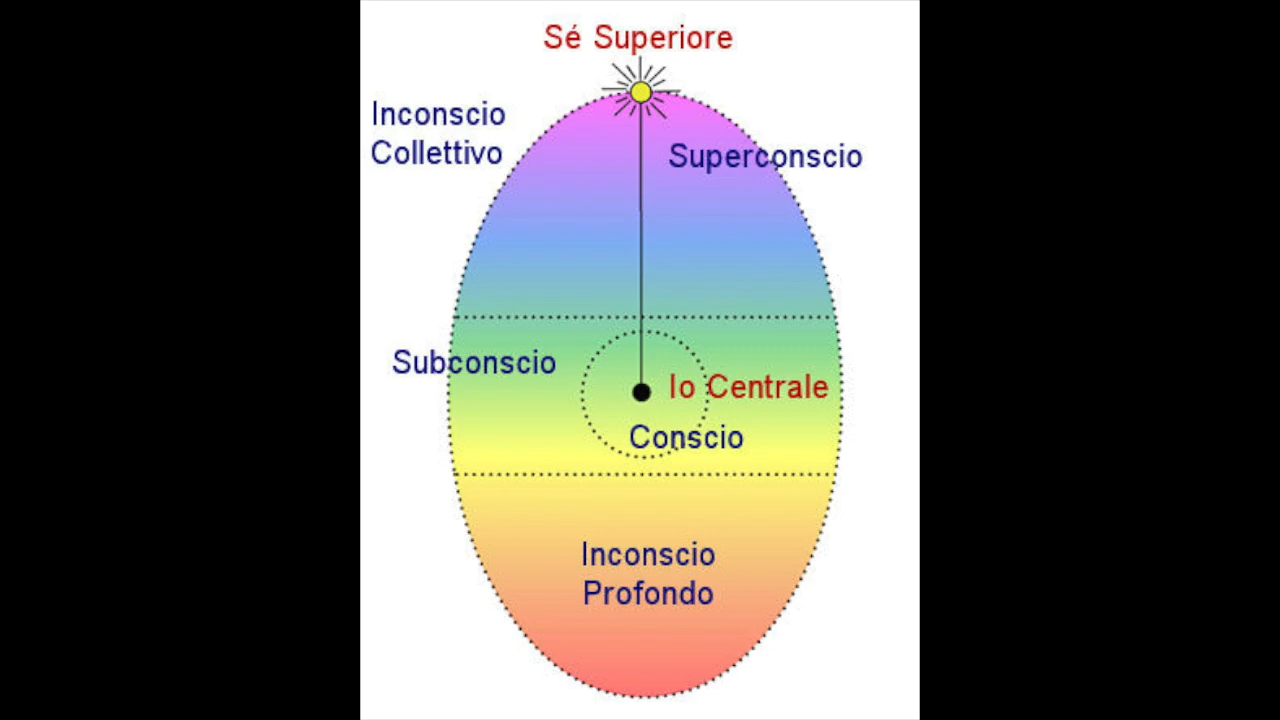 Sé Superiore
Inconscio
Collettivo
Superconscio
Subconscio
Io Centrale
Conscio
Inconscio
Profondo